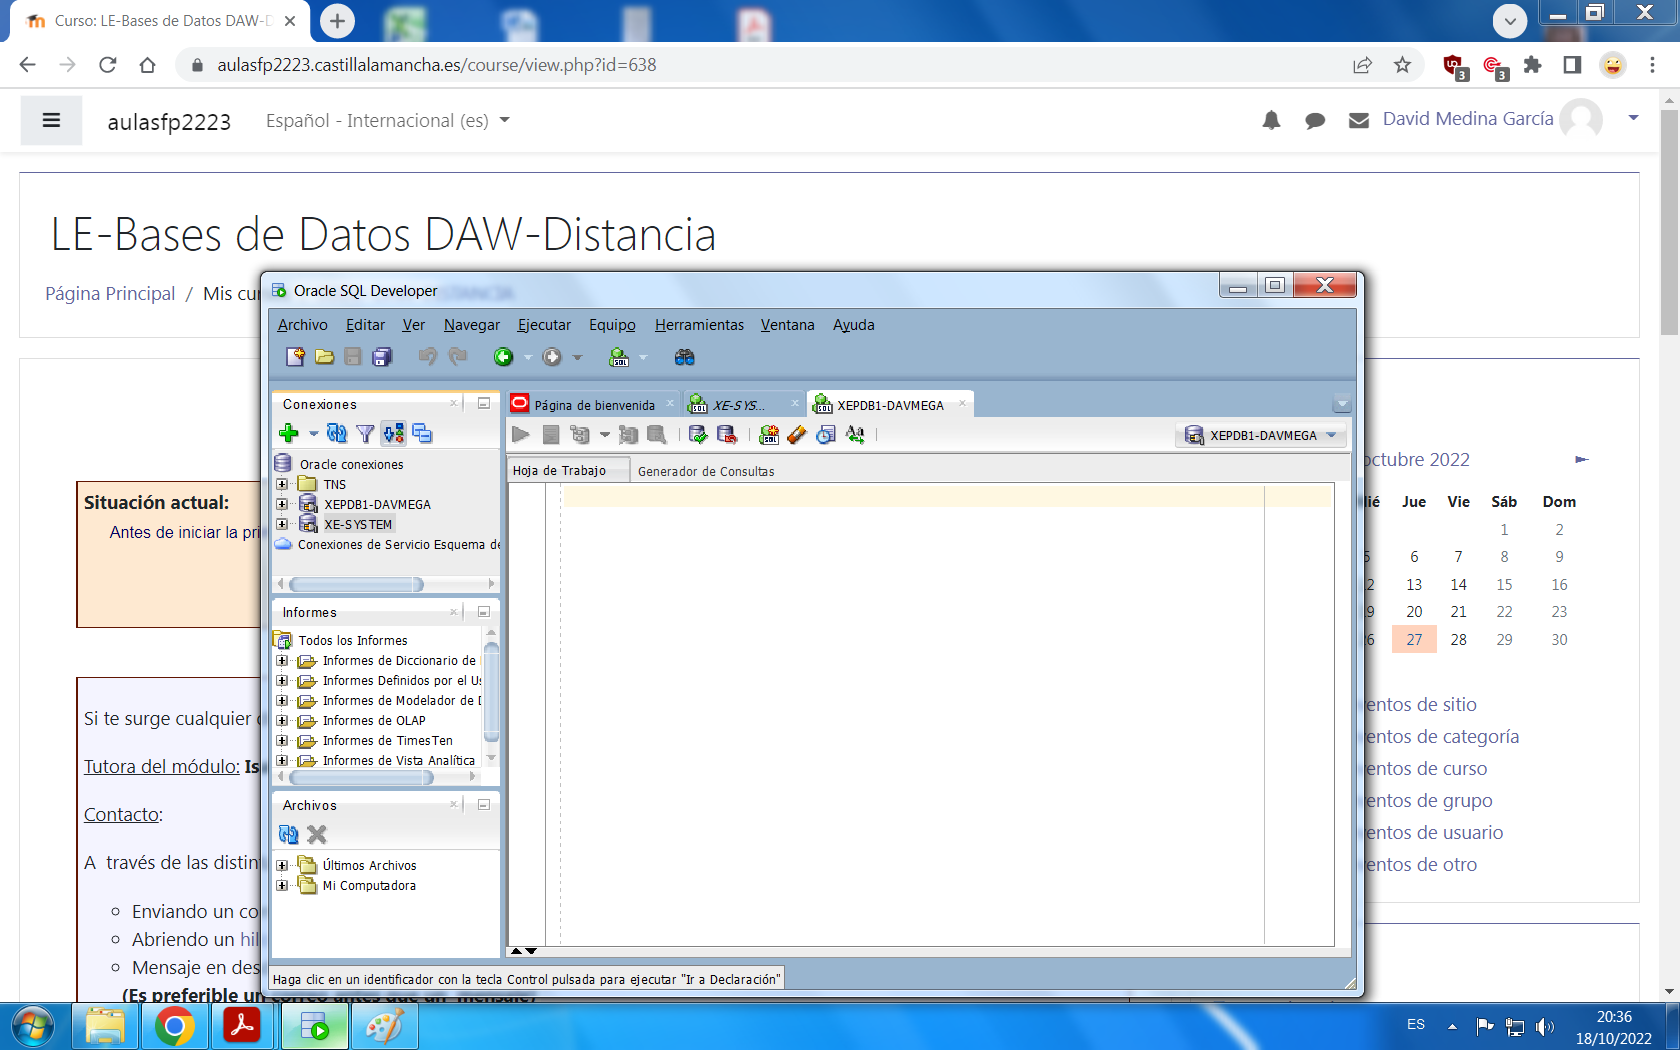 Curso: LE-Bases de Datos DAW-D
aulasfp2223.castillalamancha.es/course/view.php?id=638
3
3
aulasfp2223
Español - Internacional (es)
David Medina García
LE-Bases de Datos DAW-Distancia
Página Principal / Mis cur
Oracle SQL Developer
Archivo Editar Ver Navegar Ejecutar Equipo Herramientas Ventana Ayuda
Conexiones
Página de bienvenida
XE-SYS...
XEPDB1-DAVMEGA
XEPDB1-DAVMEGA
Oracle conexiones
TNS
XEPDB1-DAVMEGA
XE-SYSTEM
Conexiones de Servicio Esquema de
Hoja de Trabajo
Generador de Consultas
Informes
Todos los Informes
Informes de Diccionario de
Informes Definidos por el Us
Informes de Modelador de D
Informes de OLAP
Informes de TimesTen
Informes de Vista Analítica
Archivos
Últimos Archivos
Mi Computadora
Haga clic en un identificador con la tecla Control pulsada para ejecutar "Ir a Declaración"
Situación actual:
Antes de iniciar la pri
Si te surge cualquier
Tutora del módulo: Is
Contacto:
A través de las distint
Enviando un co
Abriendo un hil
Mensaje en des
(Es preferible un correo antes que un mensaje)
octubre 2022
ié Jue Vie Sáb Dom
1 2
5 6 7 8 9
2 13 14 15 16
9 20 21 22 23
6 27 28 29 30
entos de sitio
entos de categoría
entos de curso
entos de grupo
entos de usuario
entos de otro
ES
20:36
18/10/2022